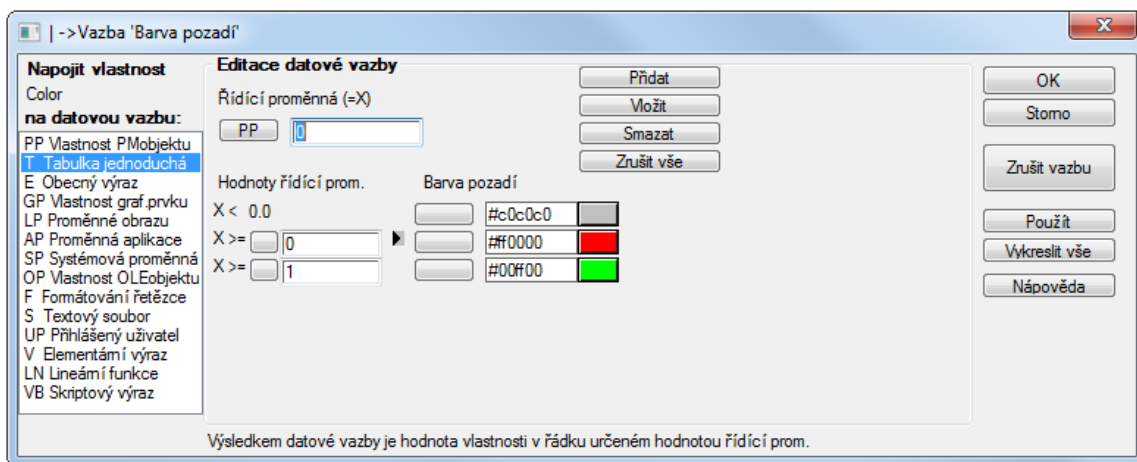 | ->Vazba 'Barva pozadí'
Napojit vlastnost
Color
na datovou vazbu:
PP Vlastnost PMobjektu
T Tabulka jednoduchá
E Obecný výraz
GP Vlastnost graf.prvku
LP Proměnné obrazu
AP Proměnná aplikace
SP Systémová proměnná
OP Vlastnost OLEobjektu
F Formátování řetězce
S Textový soubor
UP Přihlášený uživatel
V Elementární výraz
LN Lineární funkce
VB Skriptový výraz
Editace datové vazby
Řídící proměnná (=X)
PP 0
Přidat
Vložit
Smazat
Zrušit vše
Hodnoty řídící prom. Barva pozadí
X < 0.0 #c0c0c0
X >= 0 #ff0000
X >= 1 #00ff00
Výsledkem datové vazby je hodnota vlastnosti v řádku určeném hodnotou řídící prom.
OK
Storno
Zrušit vazbu
Použít
Vykreslit vše
Nápověda